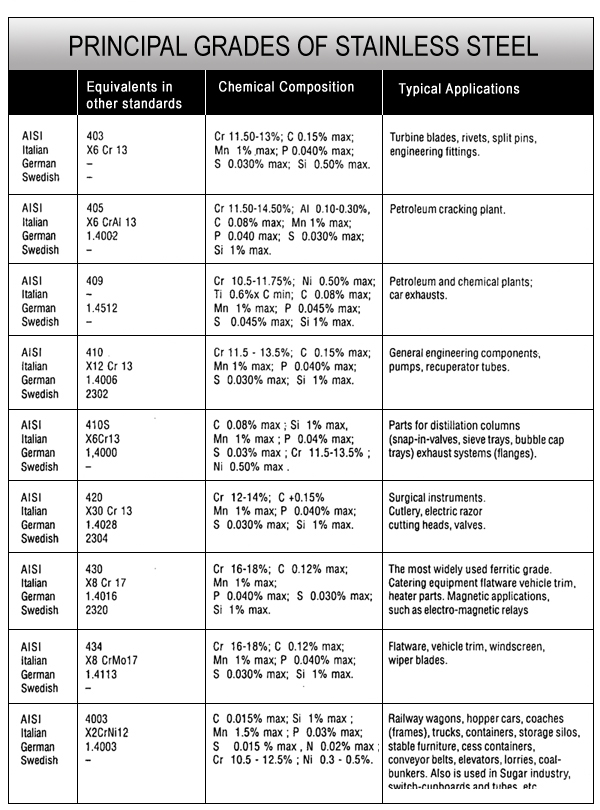 PRINCIPAL GRADES OF STAINLESS STEEL
Equivalents in other standards
Chemical Composition
Typical Applications
AISI 403 Cr 11.50-13%; C 0.15% max; Turbine blades, rivets, split pins,
Italian X6 Cr 13 Mn 1% max; P 0.040% max; engineering fittings.
German – S 0.030% max; Si 0.50% max.
Swedish –
AISI 405 Cr 11.50-14.50%; Al 0.10-0.30%, Petroleum cracking plant.
Italian X6 CrAl 13 C 0.08% max; Mn 1% max;
German 1.4002 P 0.040 max; S 0.030% max;
Swedish – Si 1% max.
AISI 409 Cr 10.5-11.75%; Ni 0.50% max; Petroleum and chemical plants;
Italian – Ti 0.6%x C min; C 0.08% max; car exhausts.
German 1.4512 Mn 1% max; P 0.045% max;
Swedish – S 0.045% max; Si 1% max.
AISI 410 Cr 11.5 - 13.5%; C 0.15% max; General engineering components,
Italian X12 Cr 13 Mn 1% max; P 0.040% max; pumps, recuperator tubes.
German 1.4006 S 0.030% max; Si 1% max.
Swedish 2302
AISI 410S C 0.08% max ; Si 1% max, Parts for distillation columns
Italian X6Cr13 Mn 1% max ; P 0.04% max; (snap-in-valves, sieve trays, bubble cap
German 1,4000 S 0.03% max ; Cr 11.5-13.5% ; trays) exhaust systems (flanges).
Swedish – Ni 0.50% max .
AISI 420 Cr 12-14%; C +0.15% Surgical instruments.
Italian X30 Cr 13 Mn 1% max; P 0.040% max; Cutlery, electric razor
German 1.4028 S 0.030% max; Si 1% max. cutting heads, valves.
Swedish 2304
AISI 430 Cr 16-18%; C 0.12% max; The most widely used ferritic grade.
Italian X8 Cr 17 Mn 1% max; Catering equipment flatware vehicle trim,
German 1.4016 P 0.040% max; S 0.030% max; heater parts. Magnetic applications,
Swedish 2320 Si 1% max. such as electro-magnetic relays
AISI 434 Cr 16-18%; C 0.12% max; Flatware, vehicle trim, windscreen,
Italian X8 CrMo17 Mn 1% max; P 0.040% max; wiper blades.
German 1.4113 S 0.030% max; Si 1% max.
Swedish –
AISI 4003 C 0.015% max; Si 1% max ; Railway wagons, hopper cars, coaches
Italian X2CrNi12 Mn 1.5% max ; P 0.03% max; (frames), trucks, containers, storage silos,
German 1.4003 S 0.015 % max , N 0.02% max ; stable furniture, cess containers,
Swedish – Cr 10.5 - 12.5% ; Ni 0.3 - 0.5%. conveyor belts, elevators, lorries, coal-
bunkers. Also is used in Sugar industry,
switch-cupboards and tubes, etc